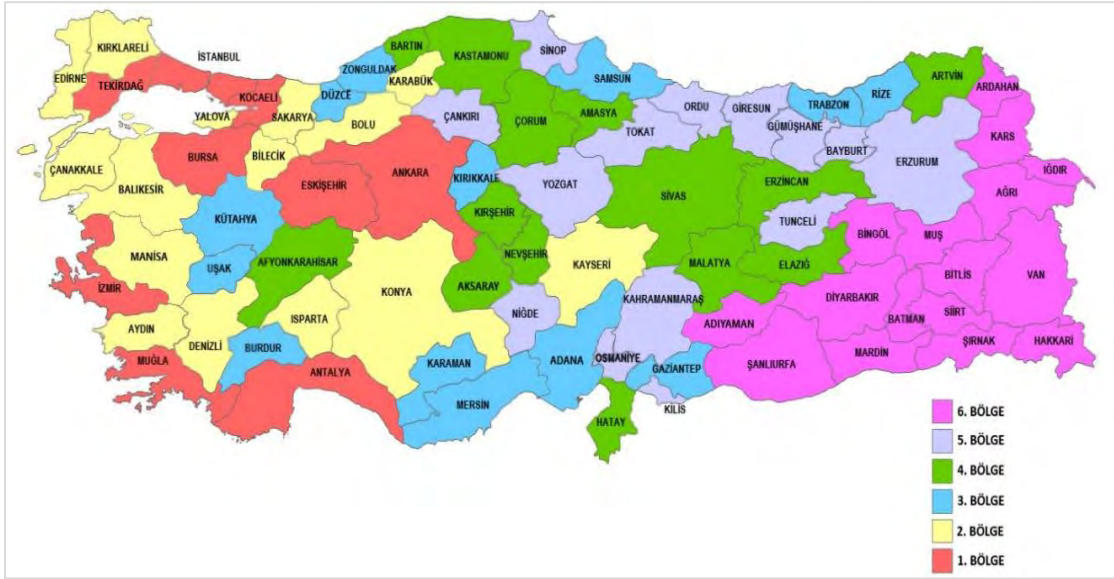 KIRKLARELİ
İSTANBUL
EDİRNE
TEKİRDAĞ
KOCAELİ
YALOVA
SAKARYA
DÜZCE
ZONGULDAK
BARTIN
KARABÜK
KASTAMONU
SİNOP
SAMSUN
BOLU
ÇANKIRI
ÇORUM
AMASYA
TOKAT
ORDU
GİRESUN
GÜMÜŞHANE
TRABZON
RİZE
ARTVİN
ARDAHAN
KARS
BAYBURT
ERZURUM
IĞDIR
AĞRI
ÇANAKKALE
BALIKESİR
BURSA
BİLECİK
ESKİŞEHİR
ANKARA
KIRIKKALE
YOZGAT
SİVAS
ERZİNCAN
TUNCELİ
BİNGÖL
MUŞ
BİTLİS
VAN
KÜTAHYA
KIRŞEHİR
NEVŞEHİR
KAYSERİ
MALATYA
ELAZIĞ
DİYARBAKIR
BATMAN
SİİRT
MANİSA
UŞAK
AFYONKARAHİSAR
KONYA
AKSARAY
NİĞDE
KAHRAMANMARAŞ
ADIYAMAN
ŞANLIURFA
MARDİN
ŞIRNAK
HAKKARİ
İZMİR
AYDIN
DENİZLİ
ISPARTA
BURDUR
MUĞLA
ANTALYA
KARAMAN
MERSİN
ADANA
OSMANİYE
GAZİANTEP
KİLİS
HATAY
6. BÖLGE
5. BÖLGE
4. BÖLGE
3. BÖLGE
2. BÖLGE
1. BÖLGE